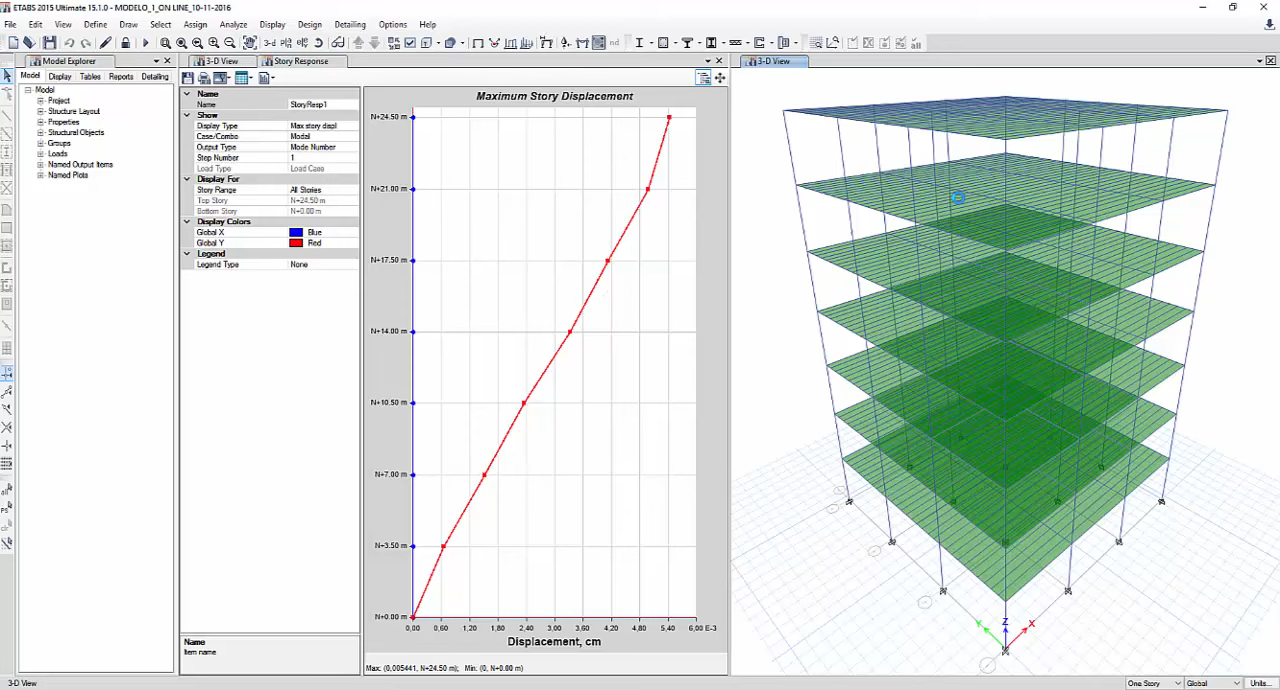 ETABS 2015 Ultimate 15.1.0 - MODELO_1_ON LINE_10-11-2016
File Edit View Define Draw Select Assign Analyze Display Design Detailing Options Help
3-d
nd
all
Model Explorer
Model Display Tables Reports Detailing
Model
Project
Structure Layout
Properties
Structural Objects
Groups
Loads
Named Output Items
Named Plots
3-D View
Story Response
Name
Name StoryResp1
Show
Display Type Max story displ
Case/Combo Modal
Output Type Mode Number
Step Number 1
Load Type Load Case
Display For
Story Range All Stories
Top Story N+24.50 m
Bottom Story N+0.00 m
Display Colors
Global X Blue
Global Y Red
Legend
Legend Type None
Name
Item name
Maximum Story Displacement
N+24.50 m
N+21.00 m
N+17.50 m
N+14.00 m
N+10.50 m
N+7.00 m
N+3.50 m
N+0.00 m
0,00 0,60 1,20 1,80 2,40 3,00 3,60 4,20 4,80 5,40 6,00 E-3
Displacement, cm
Max: (0,005441, N+24.50 m); Min: (0, N+0.00 m)
3-D View
Z
Y
X
3-D View
One Story
Global
Units...